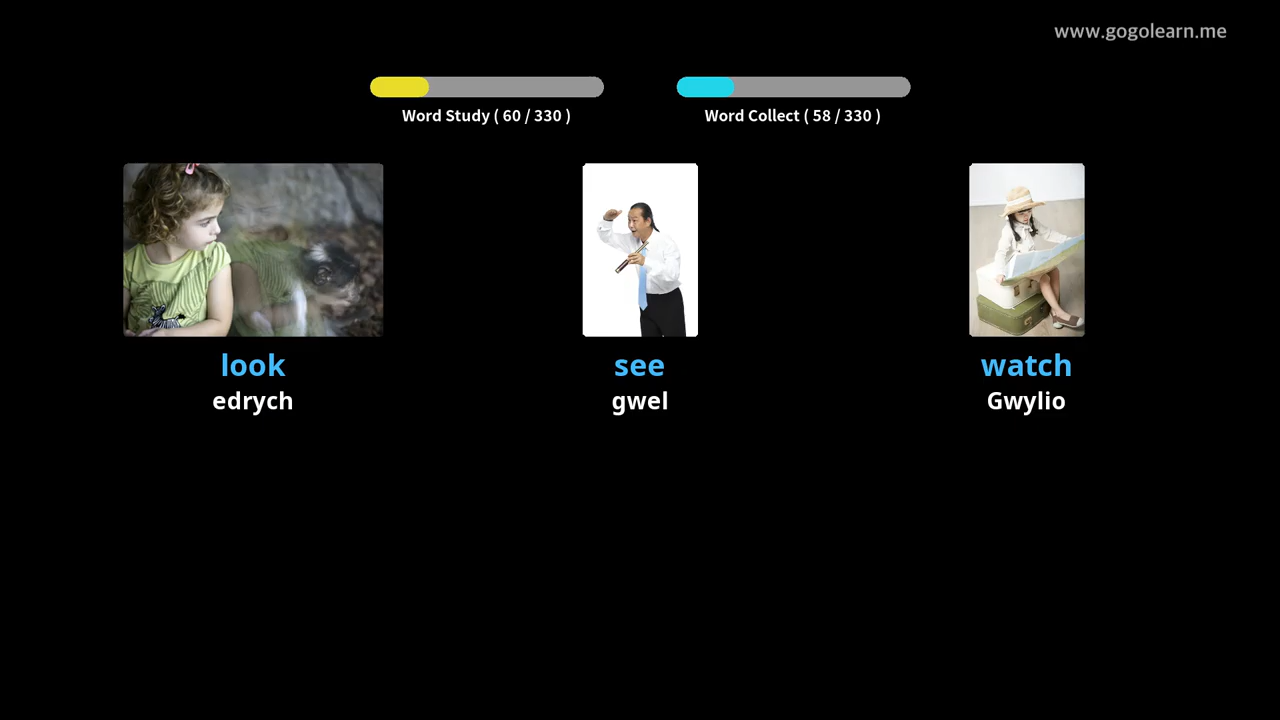 www.gogolearn.me
Word Study ( 60 / 330 )
Word Collect ( 58 / 330 )
look
edrych
see
gwel
watch
Gwylio